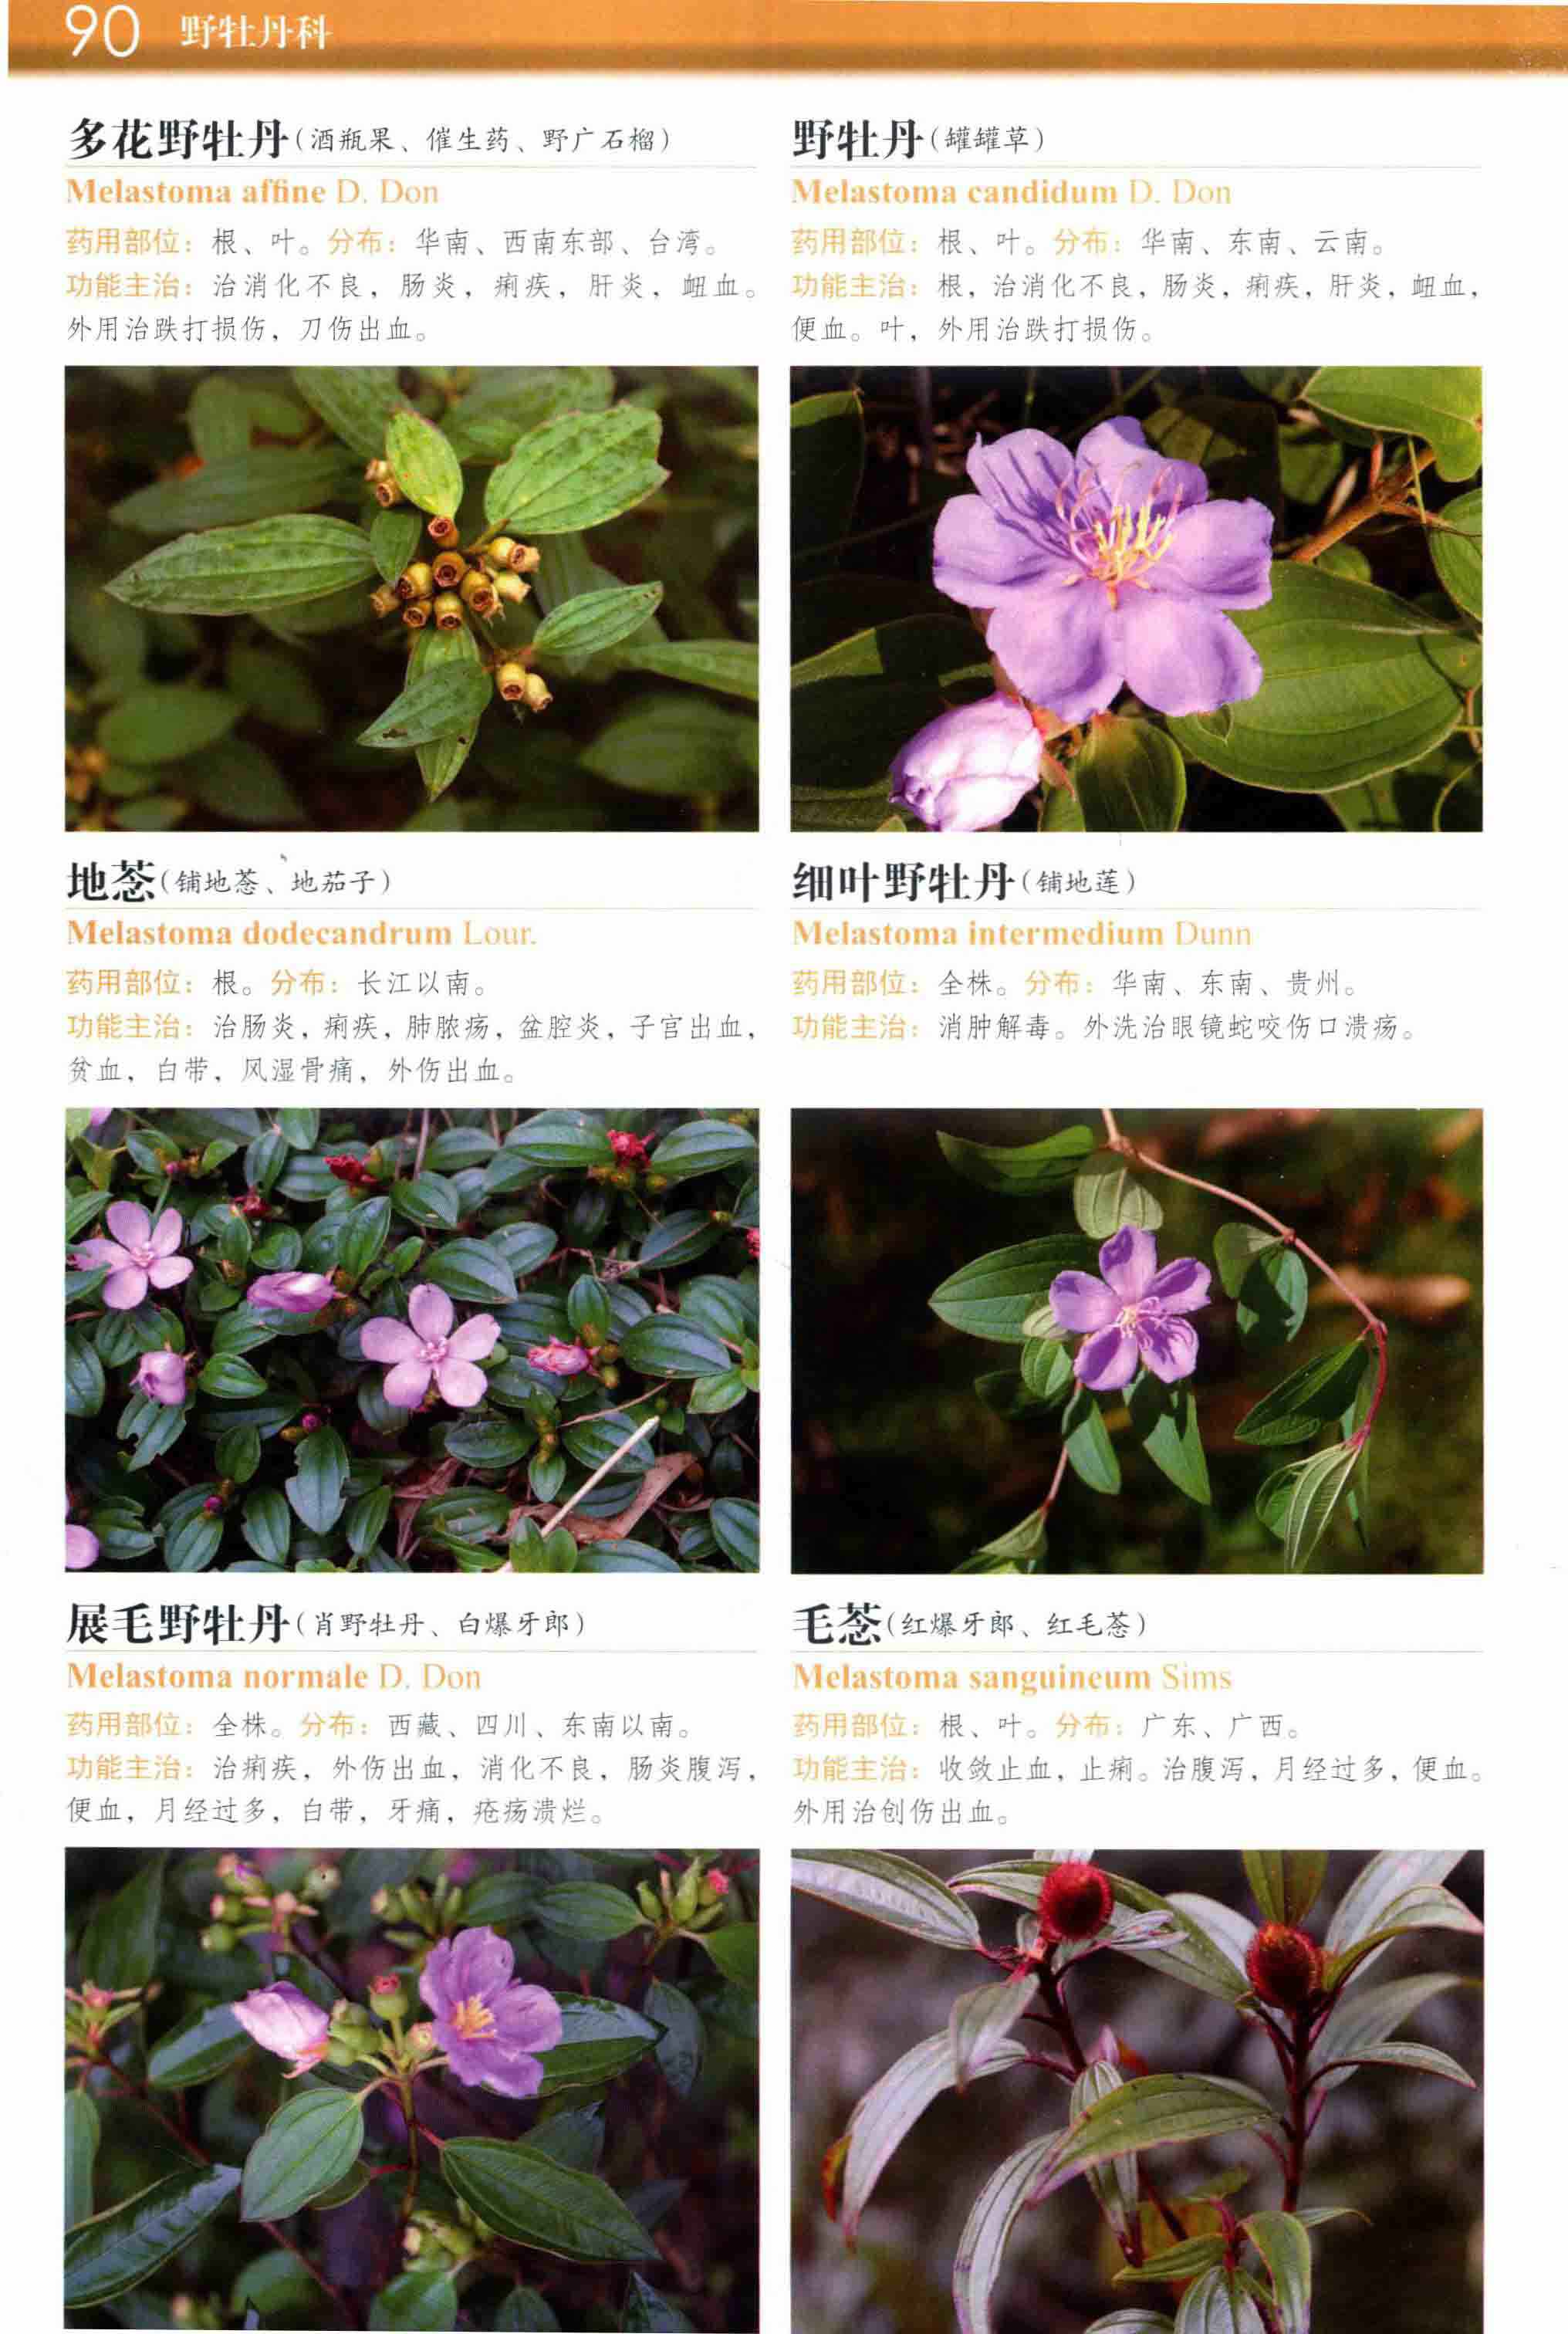 90 野牡丹科
多花野牡丹(酒瓶果、催生药、野广石榴)
Melastoma affine D. Don
药用部位：根、叶。分布：华南、西南东部、台湾。
功能主治：治消化不良，肠炎，痢疾，肝炎，衄血。
外用治跌打损伤，刀伤出血。
野牡丹(罐罐草)
Melastoma candidum D. Don
药用部位：根、叶。分布：华南、东南、云南。
功能主治：根，治消化不良，肠炎，痢疾，肝炎，衄血，
便血。叶，外用治跌打损伤。
地菍(铺地菍、地茄子)
Melastoma dodecandrum Lour.
药用部位：根。分布：长江以南。
功能主治：治肠炎，痢疾，肺脓疡，盆腔炎，子宫出血，
贫血，白带，风湿骨痛，外伤出血。
细叶野牡丹(铺地莲)
Melastoma intermedium Dunn
药用部位：全株。分布：华南、东南、贵州。
功能主治：消肿解毒。外洗治眼镜蛇咬伤口溃疡。
展毛野牡丹(肖野牡丹、白爆牙郎)
Melastoma normale D. Don
药用部位：全株。分布：西藏、四川、东南以南。
功能主治：治痢疾，外伤出血，消化不良，肠炎腹泻，
便血，月经过多，白带，牙痛，疮疡溃烂。
毛菍(红爆牙郎、红毛菍)
Melastoma sanguineum Sims
药用部位：根、叶。分布：广东、广西。
功能主治：收敛止血，止痢。治腹泻，月经过多，便血。
外用治创伤出血。